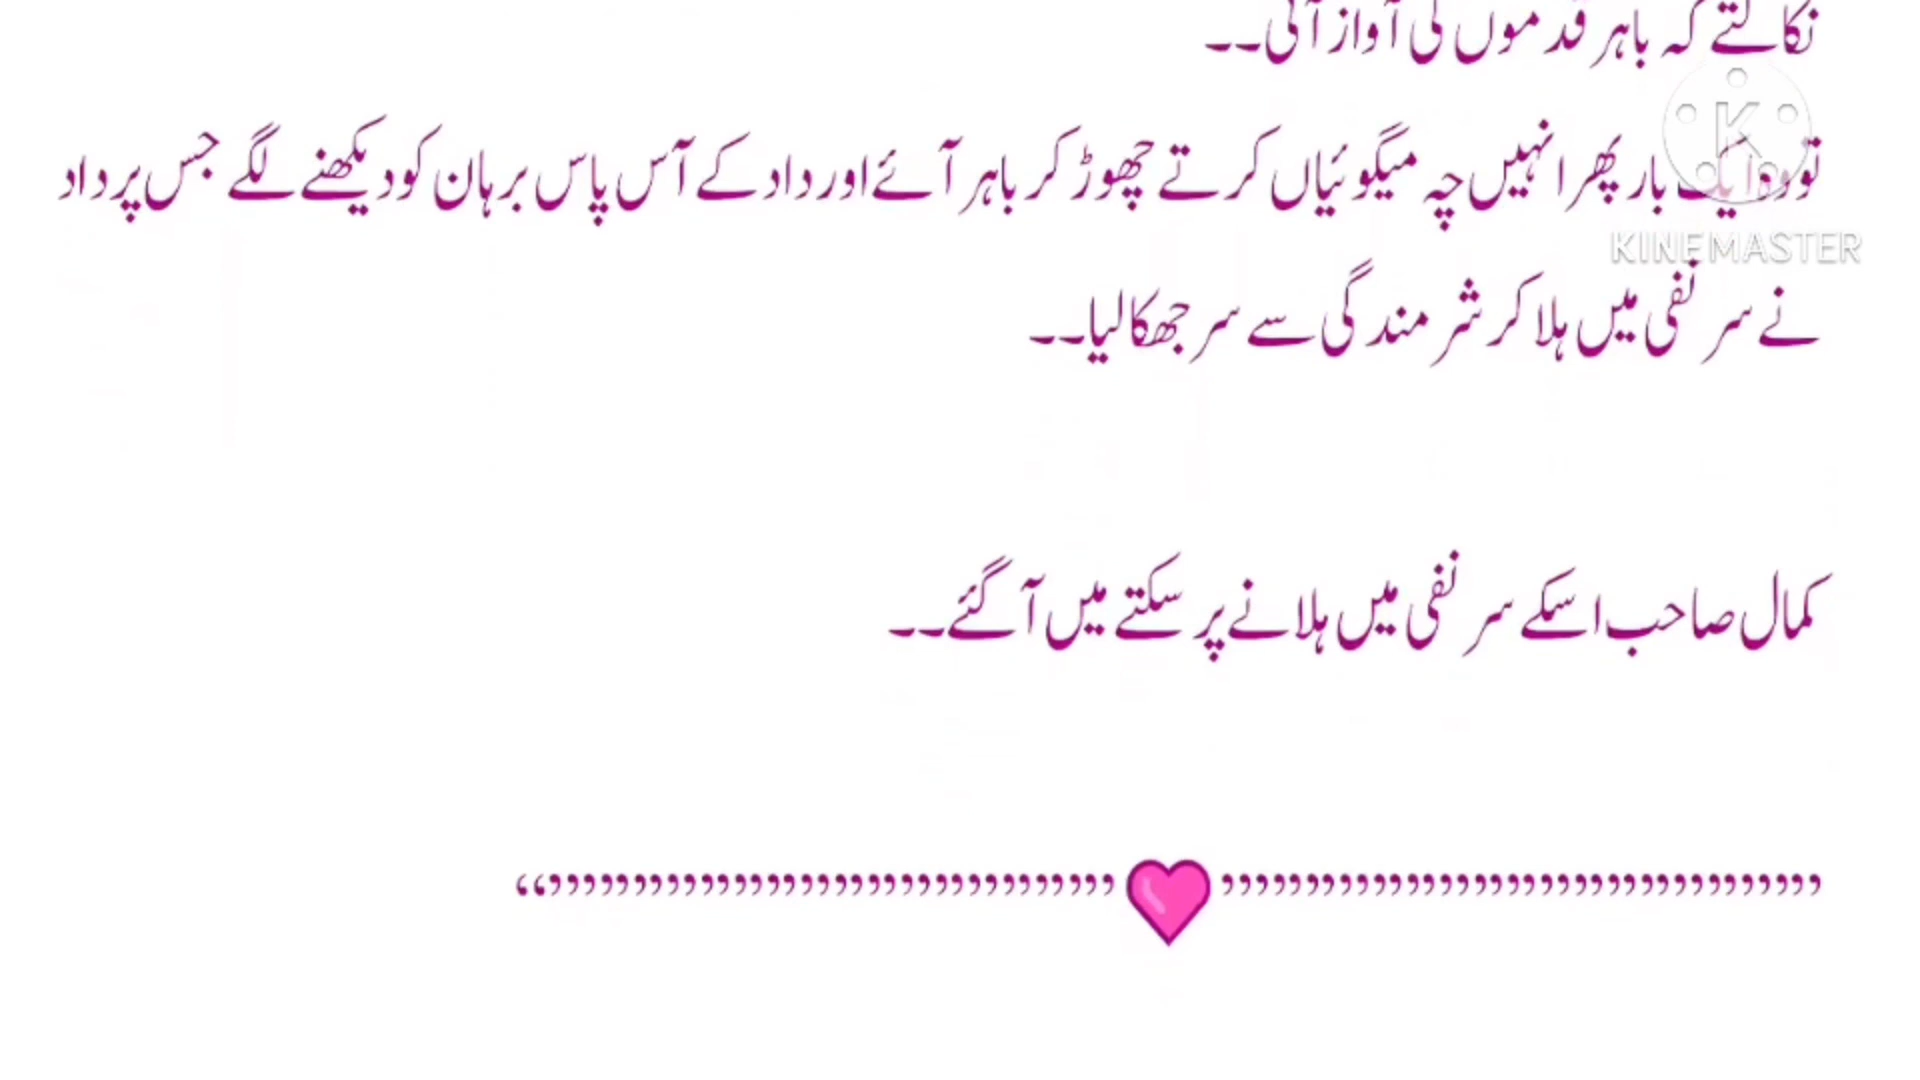 نکالتے کہ باہر قدموں کی آواز آئی۔۔
تو وہ ایک بار پھر انہیں چہ میگوئیاں کرتے چھوڑ کر باہر آئے اور داد کے آس پاس برہان کو دیکھنے لگے جس پر داد
KINEMASTER
نے سر نفی میں ہلا کر شرمندگی سے سر جھکا لیا۔۔
کمال صاحب اسکے سر نفی میں ہلانے پر سکتے میں آگئے۔۔